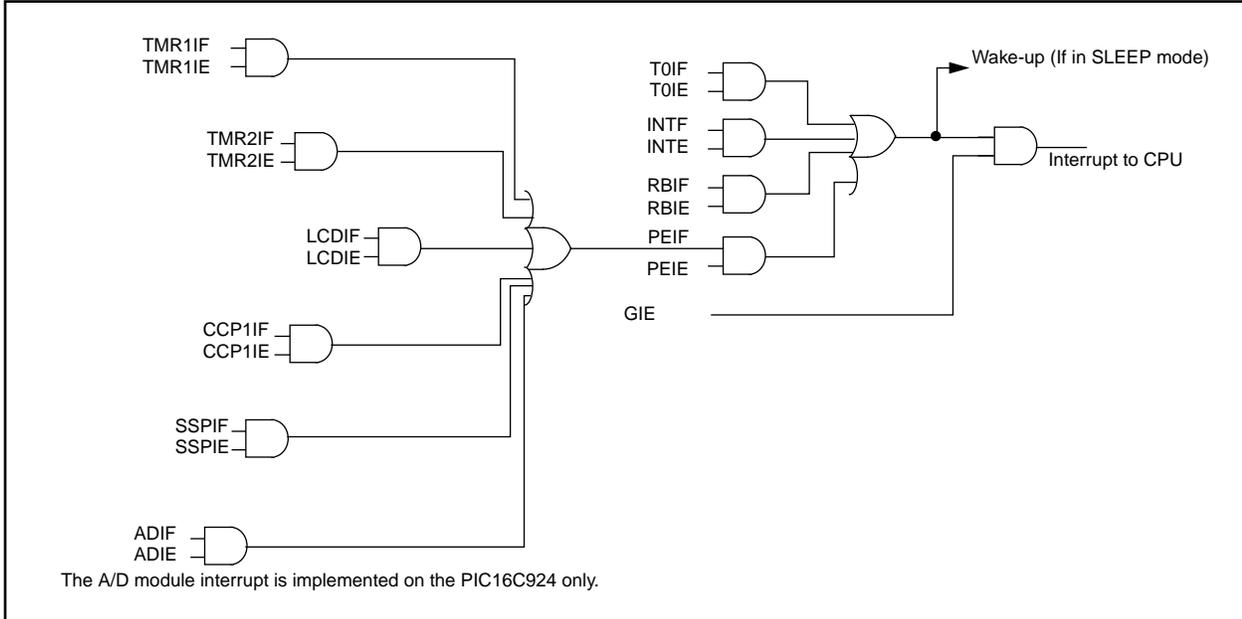 TMR1IF
TMR1IE
TMR2IF
TMR2IE
LCDIF
LCDIE
CCP1IF
CCP1IE
SSPIF
SSPIE
ADIF
ADIE
The A/D module interrupt is implemented on the PIC16C924 only.
T0IF
T0IE
INTF
INTE
RBIF
RBIE
PEIF
PEIE
GIE
Wake-up (If in SLEEP mode)
Interrupt to CPU